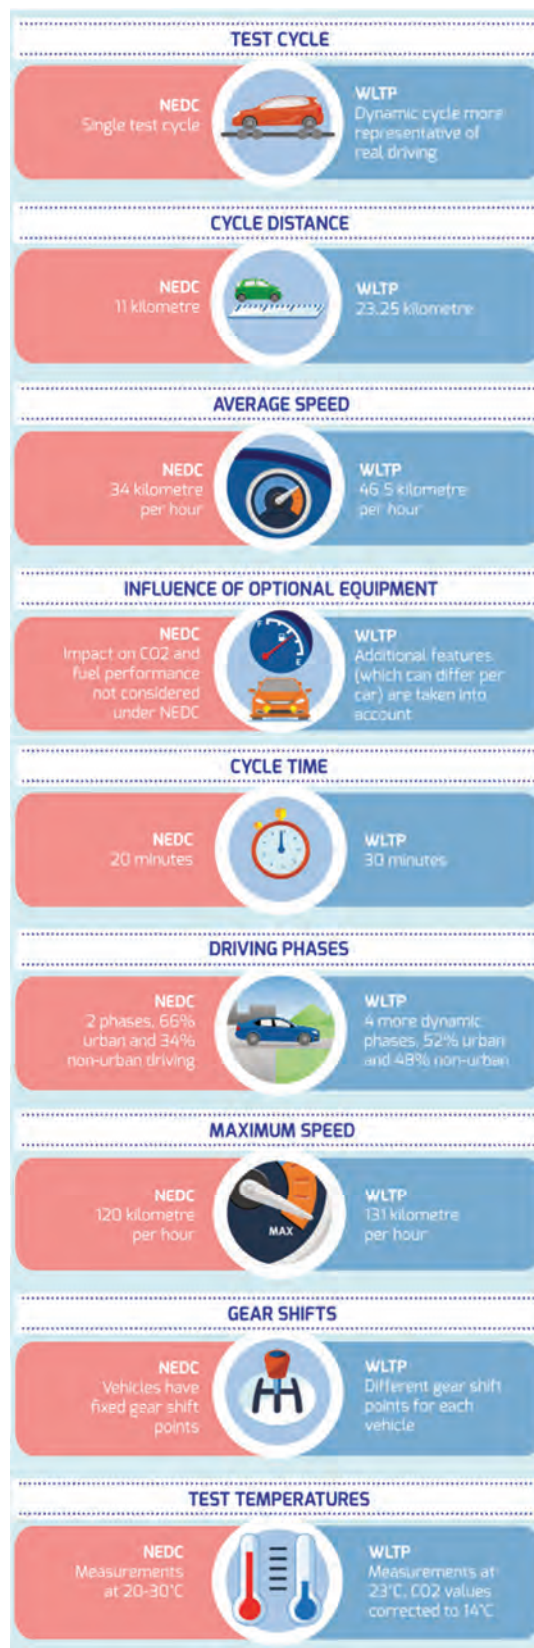 TEST CYCLE
NEDC
Single test cycle
WLTP
Dynamic cycle more
representative of
real driving
CYCLE DISTANCE
NEDC
11 kilometre
WLTP
23.25 kilometre
AVERAGE SPEED
NEDC
34 kilometre
per hour
WLTP
46.5 kilometre
per hour
INFLUENCE OF OPTIONAL EQUIPMENT
NEDC
Impact on CO2 and
fuel performance
not considered
under NEDC
F
E
WLTP
Additional features
(which can differ per
car) are taken into
account
CYCLE TIME
NEDC
20 minutes
WLTP
30 minutes
DRIVING PHASES
NEDC
2 phases, 66%
urban and 34%
non-urban driving
WLTP
4 more dynamic
phases, 52% urban
and 48% non-urban
MAXIMUM SPEED
NEDC
120 kilometre
per hour
MAX
WLTP
131 kilometre
per hour
GEAR SHIFTS
NEDC
Vehicles have
fixed gear shift
points
WLTP
Different gear shift
points for each
vehicle
TEST TEMPERATURES
NEDC
Measurements
at 20-30°C
WLTP
Measurements at
23°C, CO2 values
corrected to 14°C